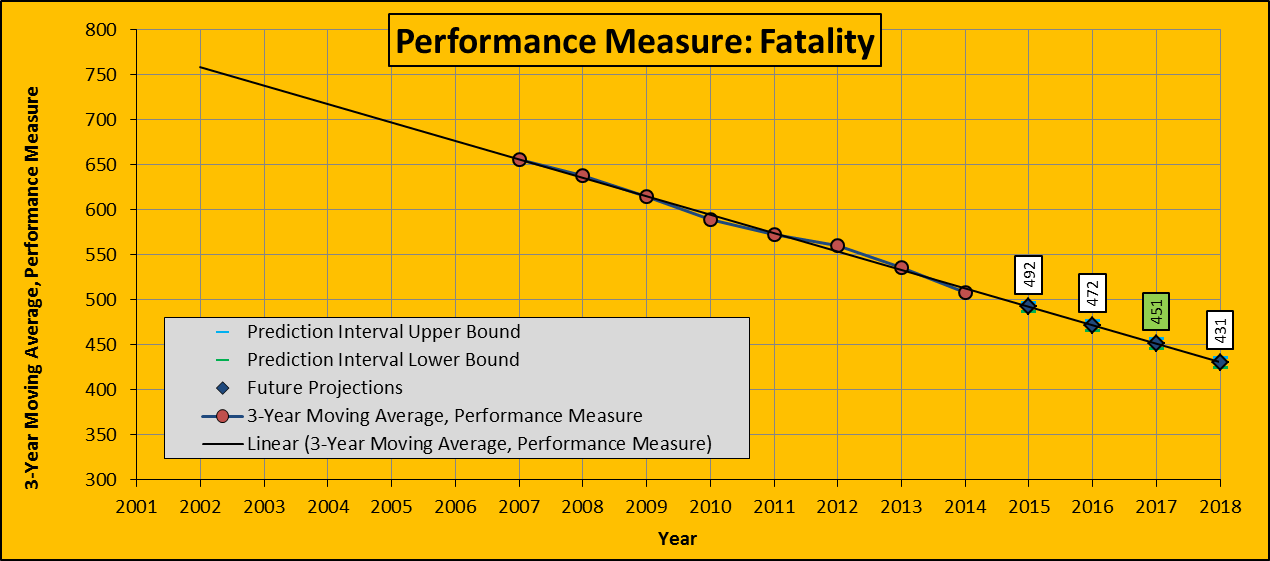 Performance Measure: Fatality
3-Year Moving Average, Performance Measure
800
750
700
650
600
550
500
450
400
350
300
492
472
451
431
Prediction Interval Upper Bound
Prediction Interval Lower Bound
Future Projections
3-Year Moving Average, Performance Measure
Linear (3-Year Moving Average, Performance Measure)
2001 2002 2003 2004 2005 2006 2007 2008 2009 2010 2011 2012 2013 2014 2015 2016 2017 2018
Year